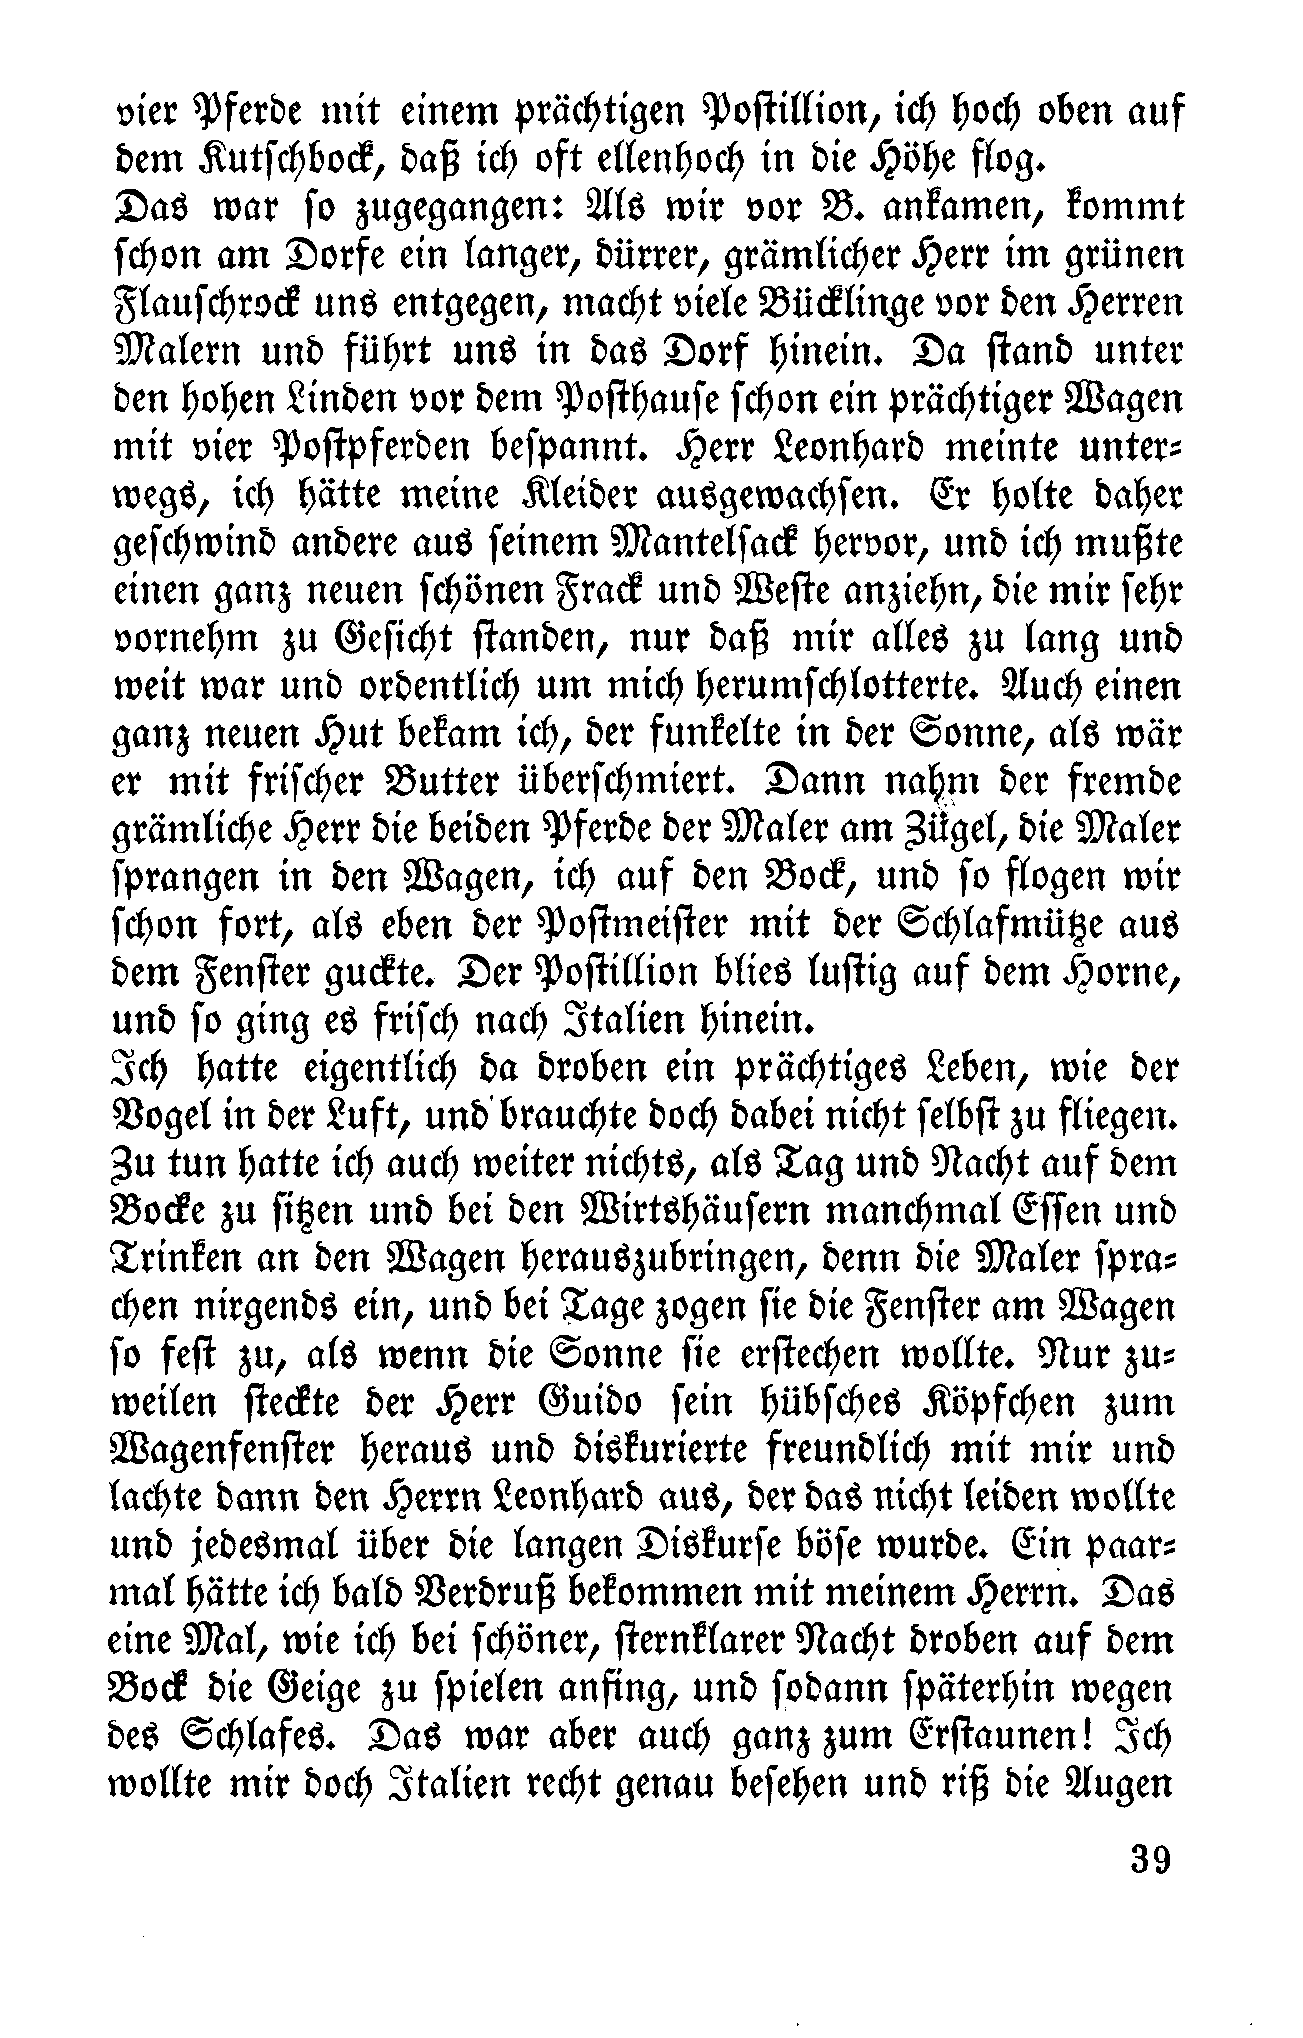 vier Pferde mit einem prächtigen Postillion, ich hoch oben auf
dem Kutschbock, daß ich oft ellenhoch in die Höhe flog.
Das war so zugegangen: Als wir vor B. ankamen, kommt
schon am Dorfe ein langer, dürrer, grämlicher Herr im grünen
Flauschrock uns entgegen, macht viele Bücklinge vor den Herren
Malern und führt uns in das Dorf hinein. Da stand unter
den hohen Linden vor dem Posthause schon ein prächtiger Wagen
mit vier Postpferden bespannt. Herr Leonhard meinte unter-
wegs, ich hätte meine Kleider ausgewachsen. Er holte daher
geschwind andere aus seinem Mantelsack hervor, und ich mußte
einen ganz neuen schönen Frack und Weste anziehn, die mir sehr
vornehm zu Gesicht standen, nur daß mir alles zu lang und
weit war und ordentlich um mich herumschlotterte. Auch einen
ganz neuen Hut bekam ich, der funkelte in der Sonne, als wär
er mit frischer Butter überschmiert. Dann nahm der fremde
grämliche Herr die beiden Pferde der Maler am Zügel, die Maler
sprangen in den Wagen, ich auf den Bock, und so flogen wir
schon fort, als eben der Postmeister mit der Schlafmütze aus
dem Fenster guckte. Der Postillion blies lustig auf dem Horne,
und so ging es frisch nach Italien hinein.
Ich hatte eigentlich da droben ein prächtiges Leben, wie der
Vogel in der Luft, und brauchte doch dabei nicht selbst zu fliegen.
Zu tun hatte ich auch weiter nichts, als Tag und Nacht auf dem
Bocke zu sitzen und bei den Wirtshäusern manchmal Essen und
Trinken an den Wagen herauszubringen, denn die Maler spra-
chen nirgends ein, und bei Tage zogen sie die Fenster am Wagen
so fest zu, als wenn die Sonne sie erstechen wollte. Nur zu-
weilen steckte der Herr Guido sein hübsches Köpfchen zum
Wagenfenster heraus und diskurierte freundlich mit mir und
lachte dann den Herrn Leonhard aus, der das nicht leiden wollte
und jedesmal über die langen Diskurse böse wurde. Ein paar-
mal hätte ich bald Verdruß bekommen mit meinem Herrn. Das
eine Mal, wie ich bei schöner, sternklarer Nacht droben auf dem
Bock die Geige zu spielen anfing, und sodann späterhin wegen
des Schlafes. Das war aber auch ganz zum Erstaunen! Ich
wollte mir doch Italien recht genau besehen und riß die Augen
39